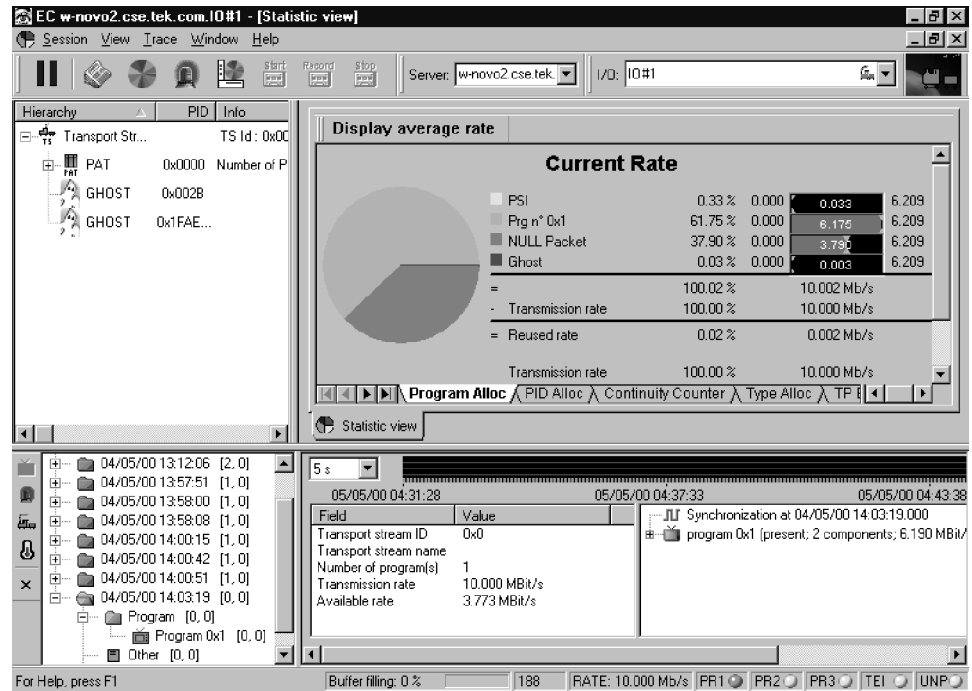 EC w-novo2.cse.tek.com.IO#1 - [Statistic view]
Session View Trace Window Help
Start Record Stop Server: w-novo2.cse.tek. I/O: IO#1
Hierarchy PID Info
TS Transport Str... TS Id : 0x00
PAT PAT 0x0000 Number of P
GHOST 0x002B
GHOST 0x1FAE...
Display average rate
Current Rate
PSI 0.33 % 0.000 0.033 6.209
Prg n° 0x1 61.75 % 0.000 6.175 6.209
NULL Packet 37.90 % 0.000 3.790 6.209
Ghost 0.03 % 0.000 0.003 6.209
= 100.02 % 10.002 Mb/s
- Transmission rate 100.00 % 10.000 Mb/s
= Reused rate 0.02 % 0.002 Mb/s
Transmission rate 100.00 % 10.000 Mb/s
Program Alloc PID Alloc Continuity Counter Type Alloc TP E
Statistic view
04/05/00 13:12:06 [2, 0]
04/05/00 13:57:51 [1, 0]
04/05/00 13:58:00 [1, 0]
04/05/00 13:58:08 [1, 0]
04/05/00 14:00:15 [1, 0]
04/05/00 14:00:42 [1, 0]
04/05/00 14:00:51 [1, 0]
04/05/00 14:03:19 [0, 0]
Program [0, 0]
Program 0x1 [0, 0]
Other [0, 0]
5 s
05/05/00 04:31:28 05/05/00 04:37:33 05/05/00 04:43:38
Field Value
Transport stream ID 0x0
Transport stream name
Number of program(s) 1
Transmission rate 10.000 MBit/s
Available rate 3.773 MBit/s
Synchronization at 04/05/00 14:03:19.000
program 0x1 (present; 2 components; 6.190 MBit/
For Help, press F1 Buffer filling: 0 % 188 RATE: 10.000 Mb/s PR1 PR2 PR3 TEI UNP